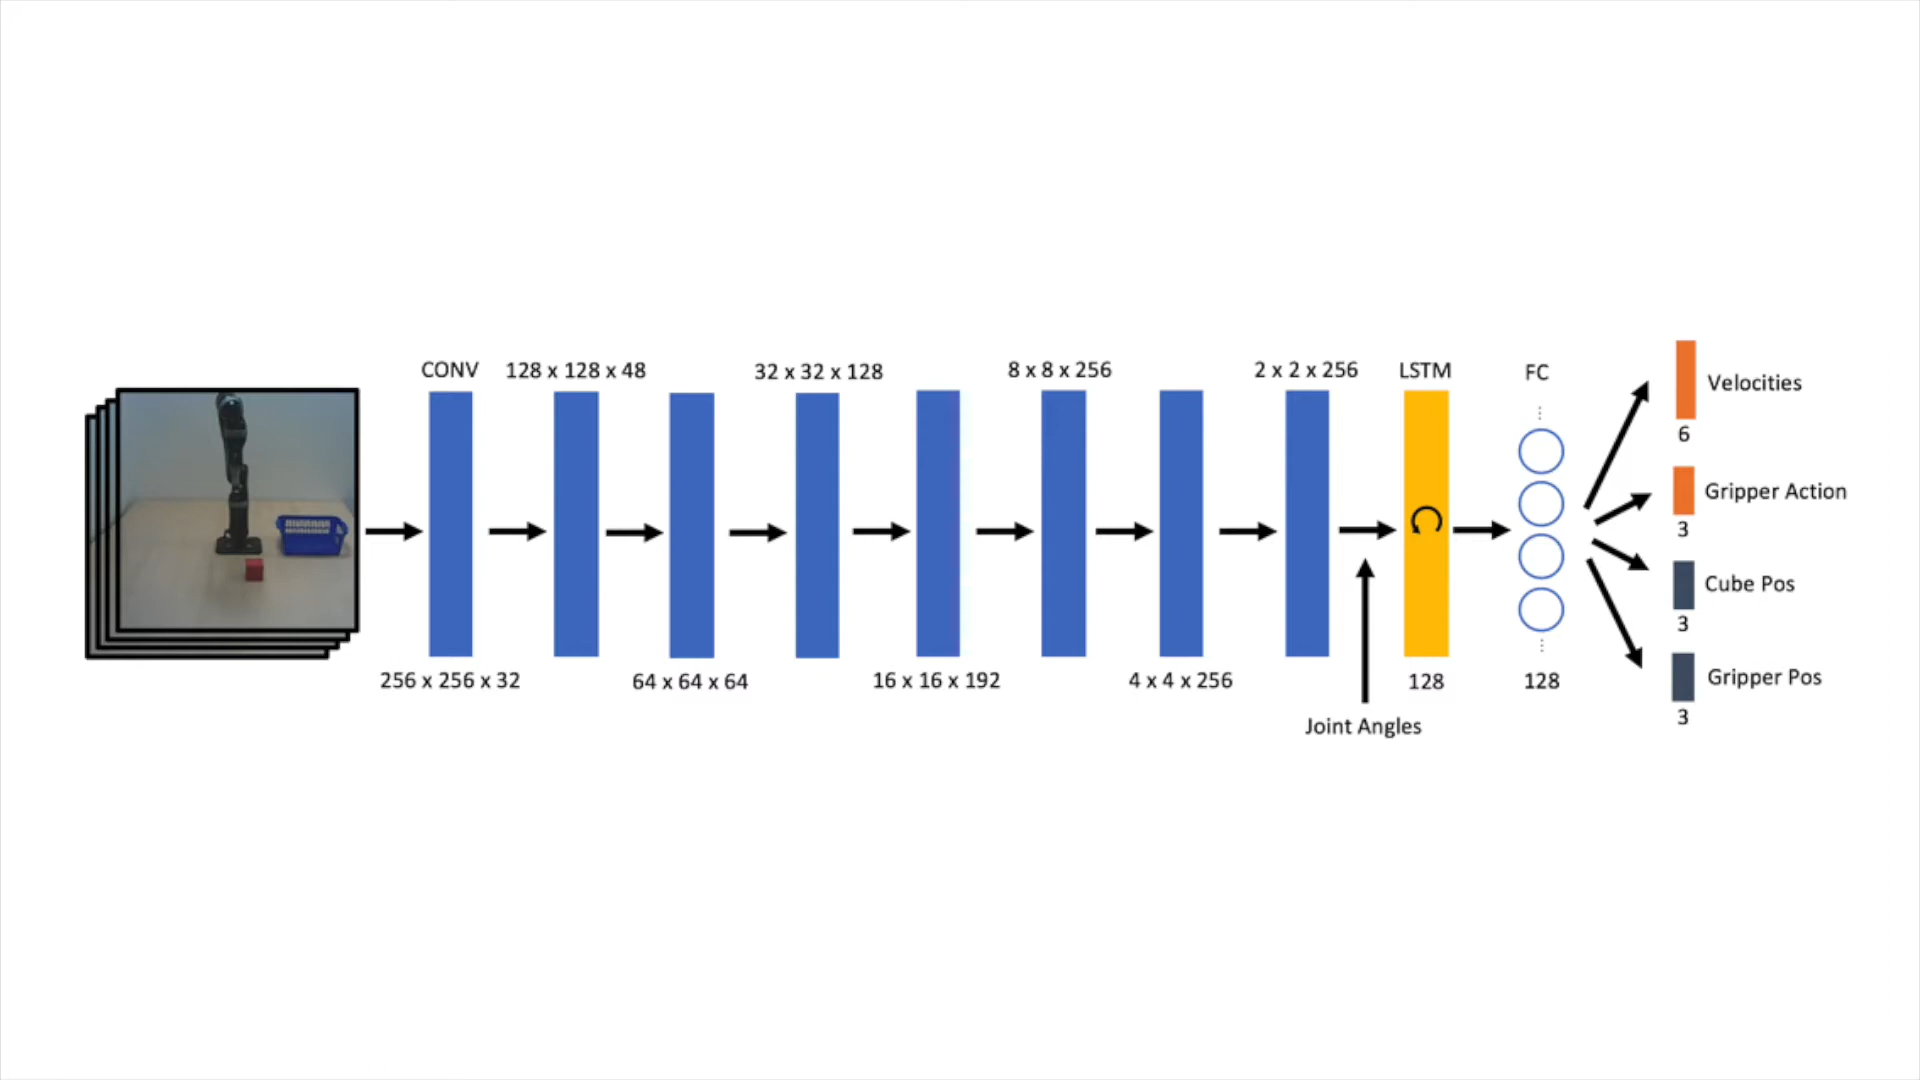 CONV
128 x 128 x 48
32 x 32 x 128
8 x 8 x 256
2 x 2 x 256
LSTM
FC
256 x 256 x 32
64 x 64 x 64
16 x 16 x 192
4 x 4 x 256
128
128
Joint Angles
Velocities
6
Gripper Action
3
Cube Pos
3
Gripper Pos
3